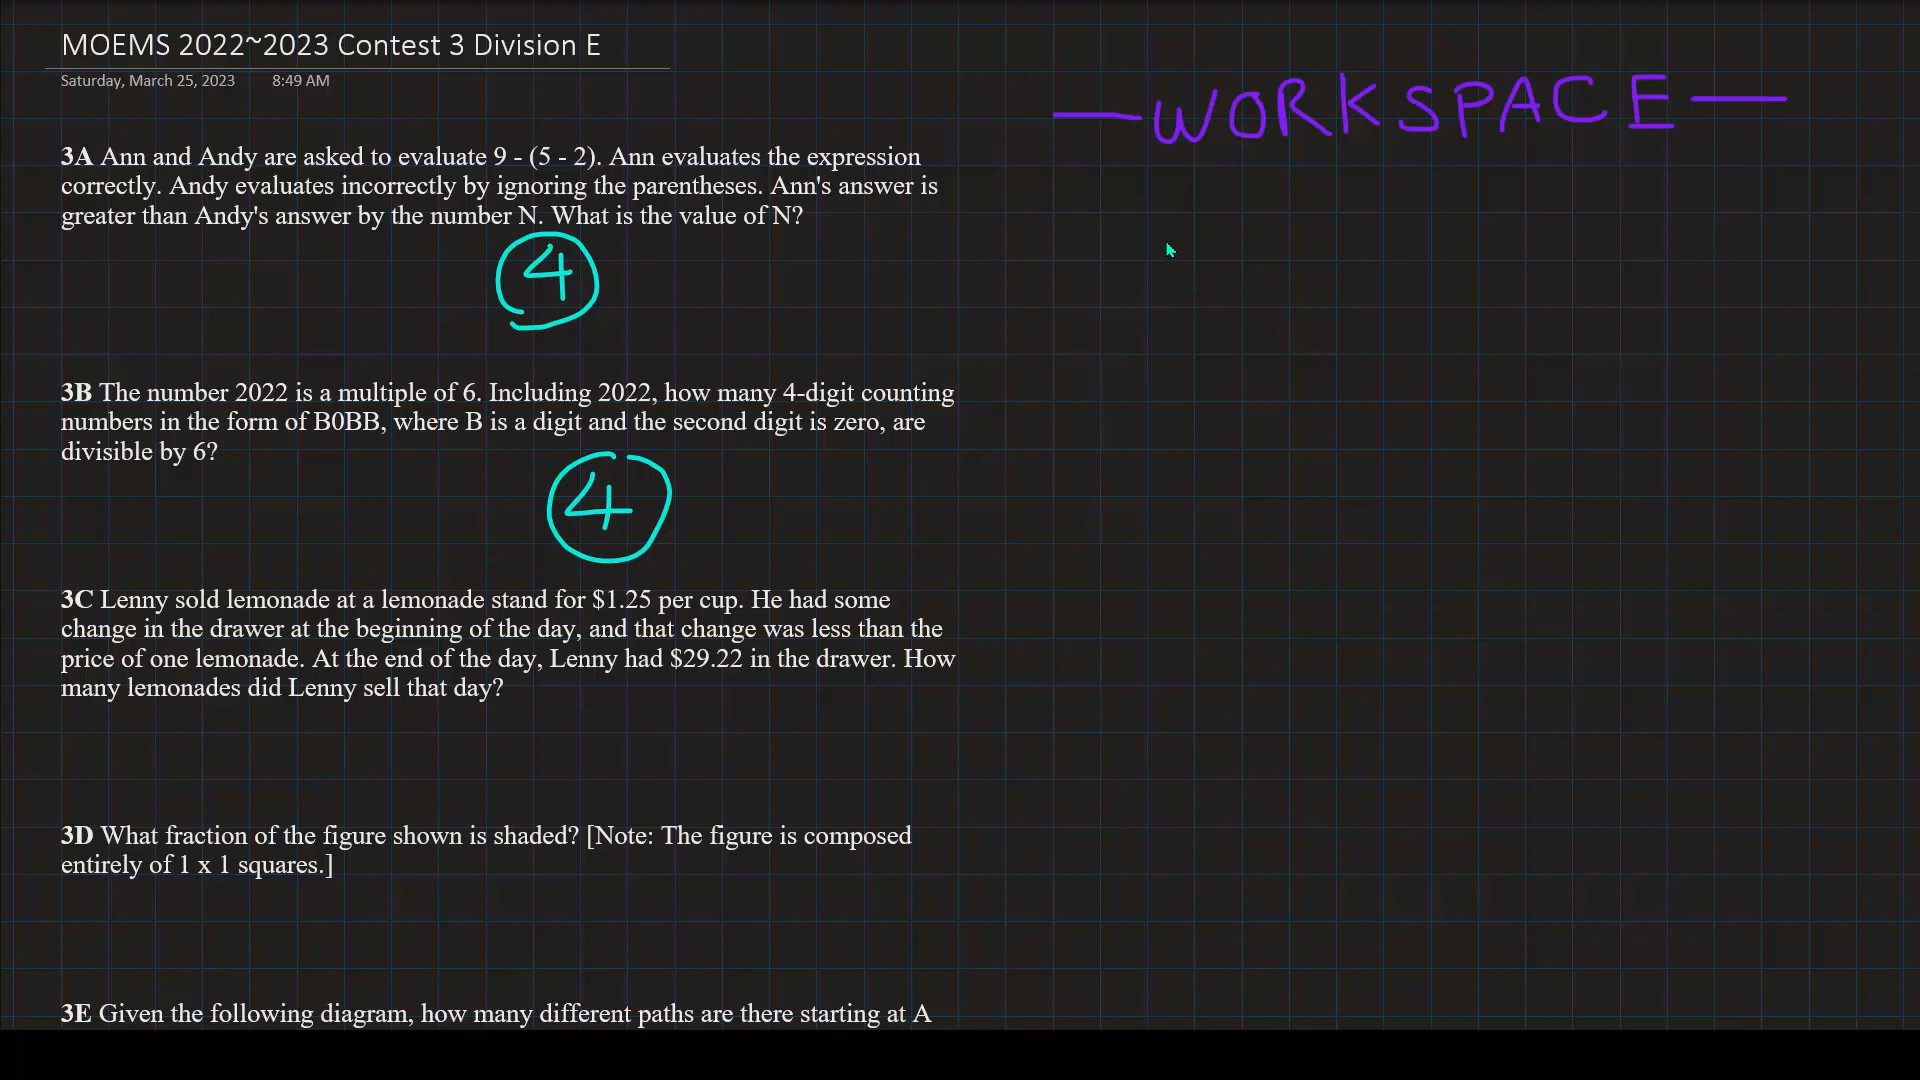 MOEMS 2022~2023 Contest 3 Division E
Saturday, March 25, 2023 8:49 AM
—WORKSPACE—
3A Ann and Andy are asked to evaluate 9 - (5 - 2). Ann evaluates the expression
correctly. Andy evaluates incorrectly by ignoring the parentheses. Ann's answer is
greater than Andy's answer by the number N. What is the value of N?
4
3B The number 2022 is a multiple of 6. Including 2022, how many 4-digit counting
numbers in the form of B0BB, where B is a digit and the second digit is zero, are
divisible by 6?
4
3C Lenny sold lemonade at a lemonade stand for $1.25 per cup. He had some
change in the drawer at the beginning of the day, and that change was less than the
price of one lemonade. At the end of the day, Lenny had $29.22 in the drawer. How
many lemonades did Lenny sell that day?
3D What fraction of the figure shown is shaded? [Note: The figure is composed
entirely of 1 x 1 squares.]
3E Given the following diagram, how many different paths are there starting at A